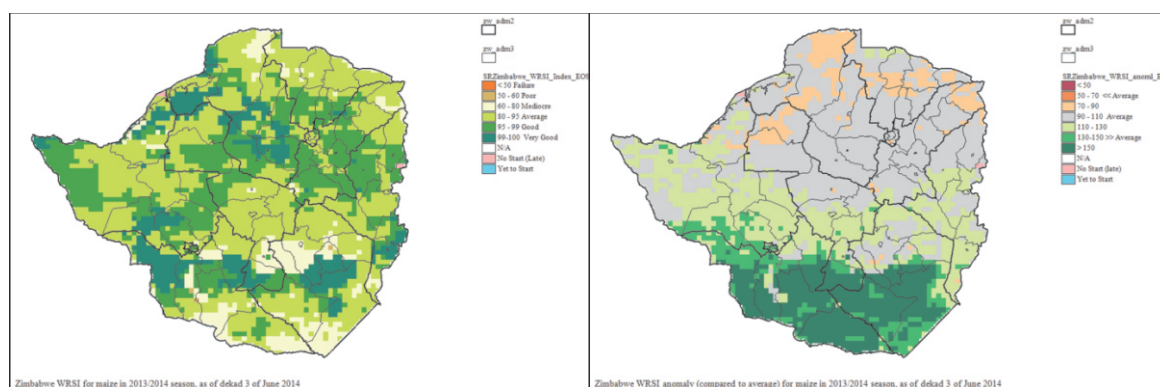 zw_adm2
zw_adm3
SRZimbabwe_WRSI_Index_EOS
< 50 Failure
50 - 60 Poor
60 - 80 Mediocre
80 - 95 Average
95 - 99 Good
99-100 Very Good
N/A
No Start (Late)
Yet to Start
Zimbabwe WRSI for maize in 2013/2014 season, as of dekad 3 of June 2014
zw_adm2
zw_adm3
SRZimbabwe_WRSI_anoml_E
< 50
50 - 70 << Average
70 - 90
90 - 110 Average
110 - 130
130-150 >> Average
> 150
N/A
No Start (late)
Yet to Start
Zimbabwe WRSI anomaly (compared to average) for maize in 2013/2014 season, as of dekad 3 of June 2014